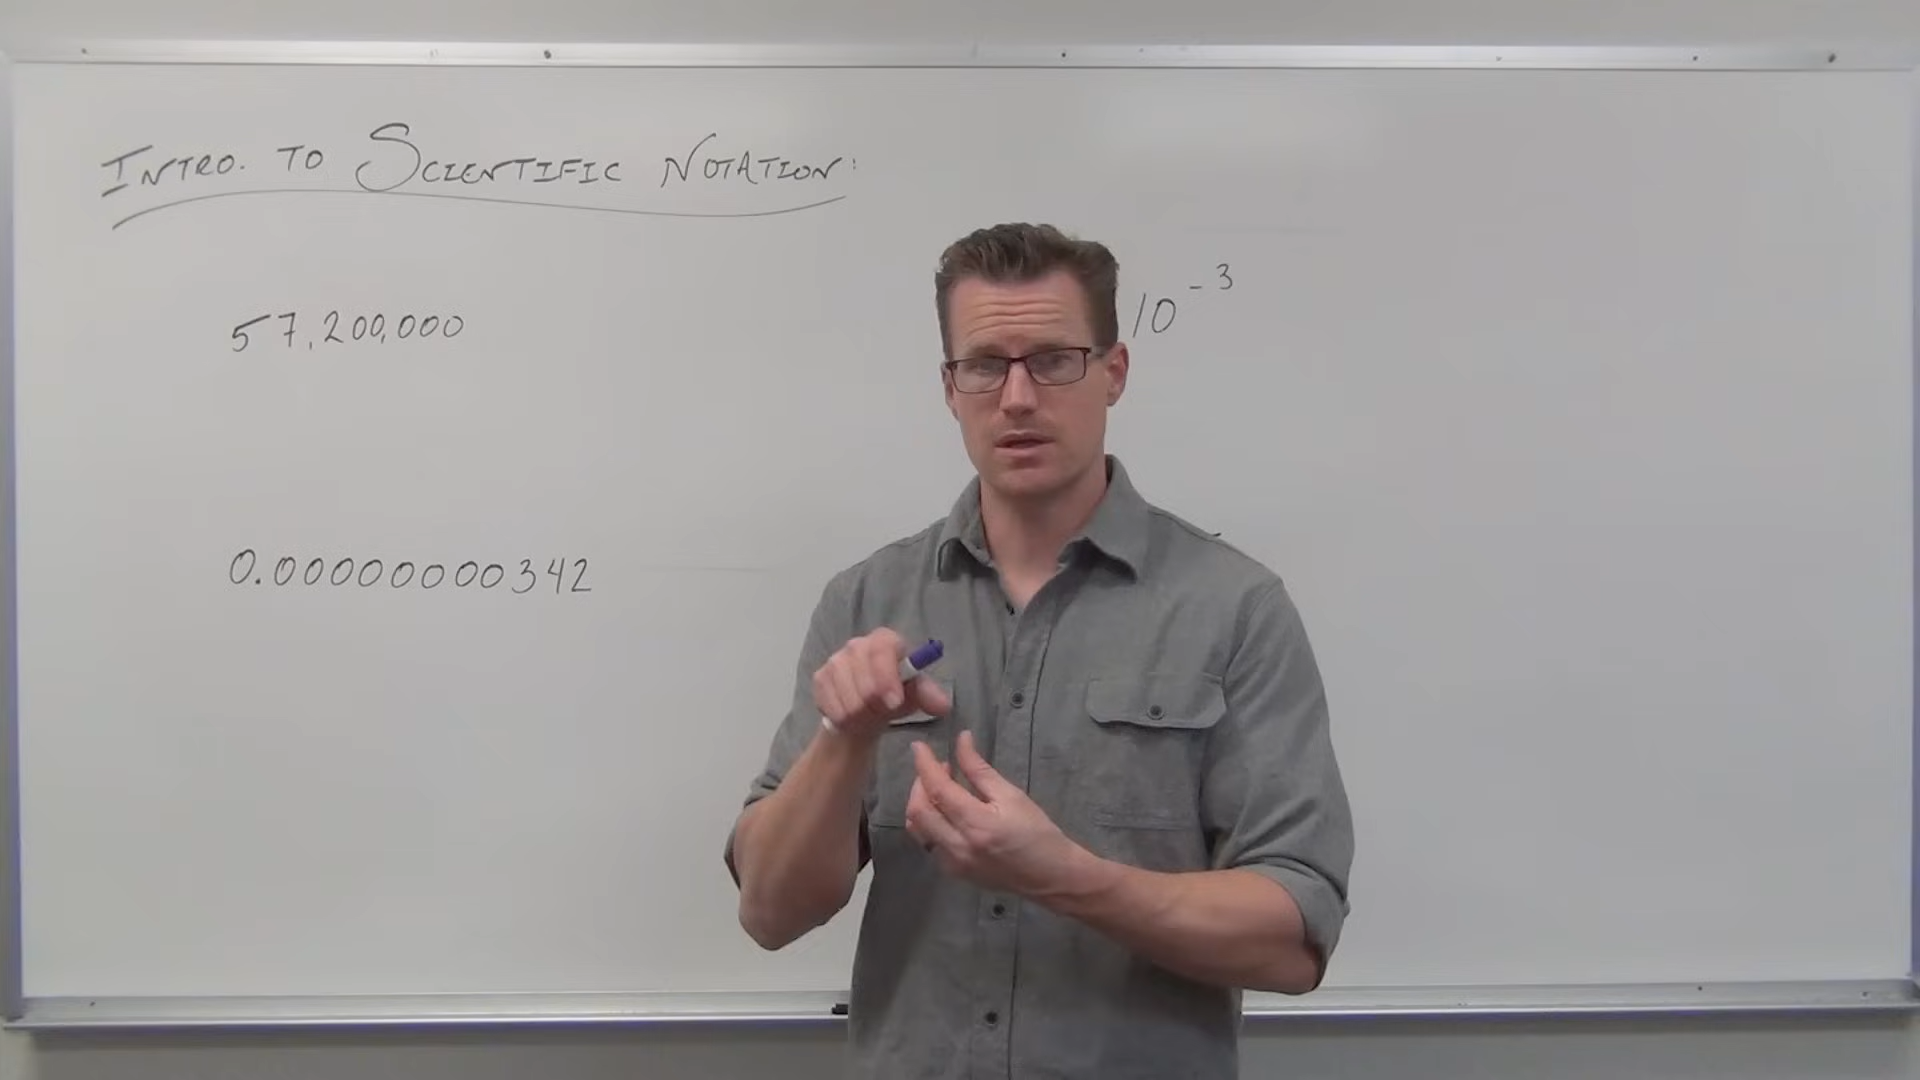 INTRO. TO SCIENTIFIC NOTATION:
57,200,000
10⁻³
0.00000000342